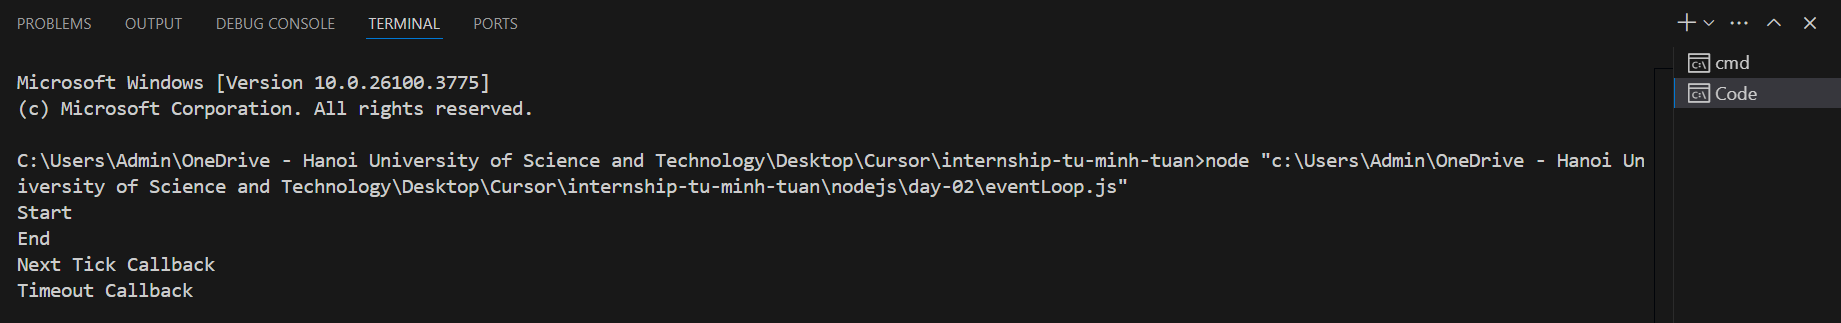 PROBLEMS OUTPUT DEBUG CONSOLE TERMINAL PORTS
Microsoft Windows [Version 10.0.26100.3775]
(c) Microsoft Corporation. All rights reserved.
C:\Users\Admin\OneDrive - Hanoi University of Science and Technology\Desktop\Cursor\internship-tu-minh-tuan>node "c:\Users\Admin\OneDrive - Hanoi Un
iversity of Science and Technology\Desktop\Cursor\internship-tu-minh-tuan\nodejs\day-02\eventLoop.js"
Start
End
Next Tick Callback
Timeout Callback
cmd
Code